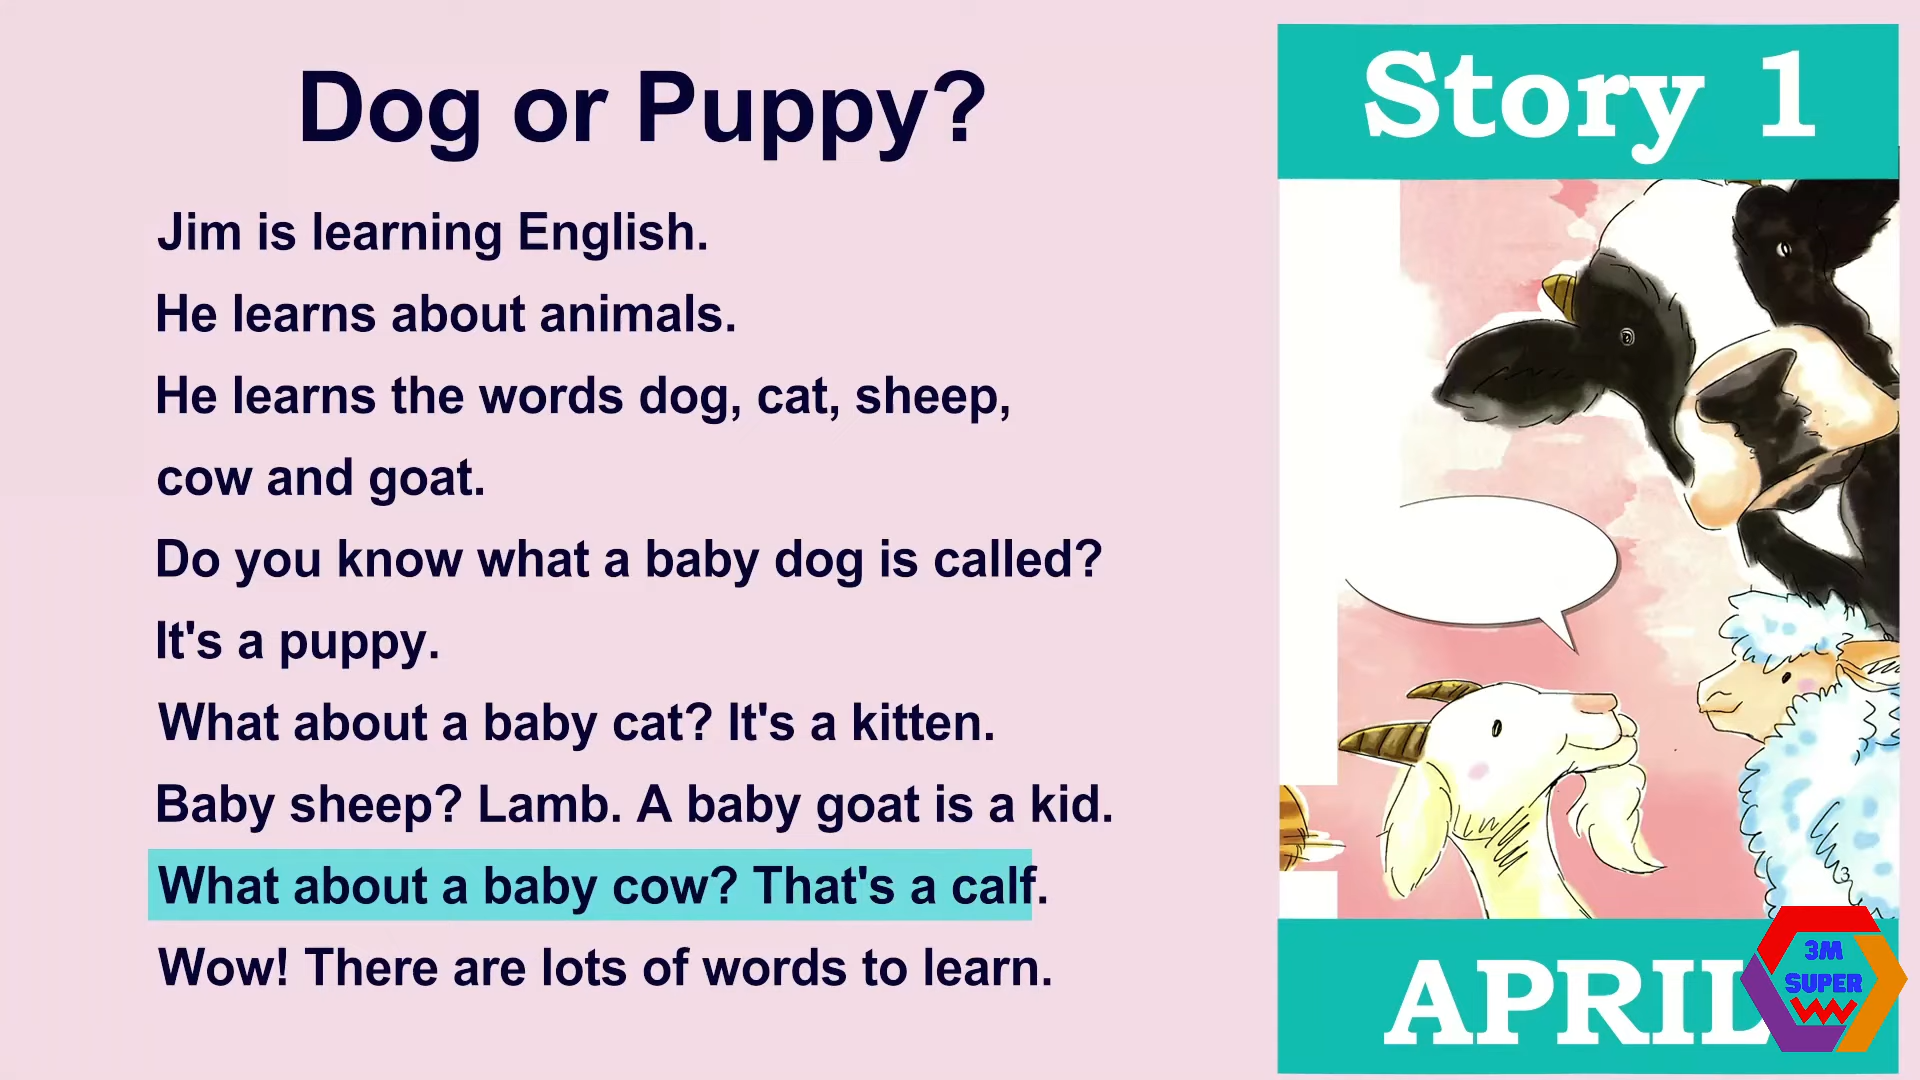 Dog or Puppy?
Jim is learning English.
He learns about animals.
He learns the words dog, cat, sheep,
cow and goat.
Do you know what a baby dog is called?
It's a puppy.
What about a baby cat? It's a kitten.
Baby sheep? Lamb. A baby goat is a kid.
What about a baby cow? That's a calf.
Wow! There are lots of words to learn.
Story 1
APRIL
3M
SUPER